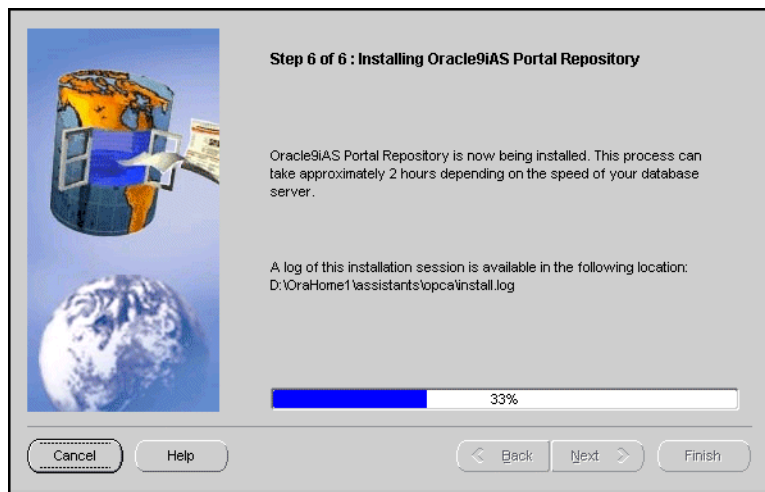 Step 6 of 6 : Installing Oracle9iAS Portal Repository
Oracle9iAS Portal Repository is now being installed. This process can
take approximately 2 hours depending on the speed of your database
server.
A log of this installation session is available in the following location:
D:\OraHome1\assistants\opca\install.log
33%
Cancel
Help
Back
Next
Finish